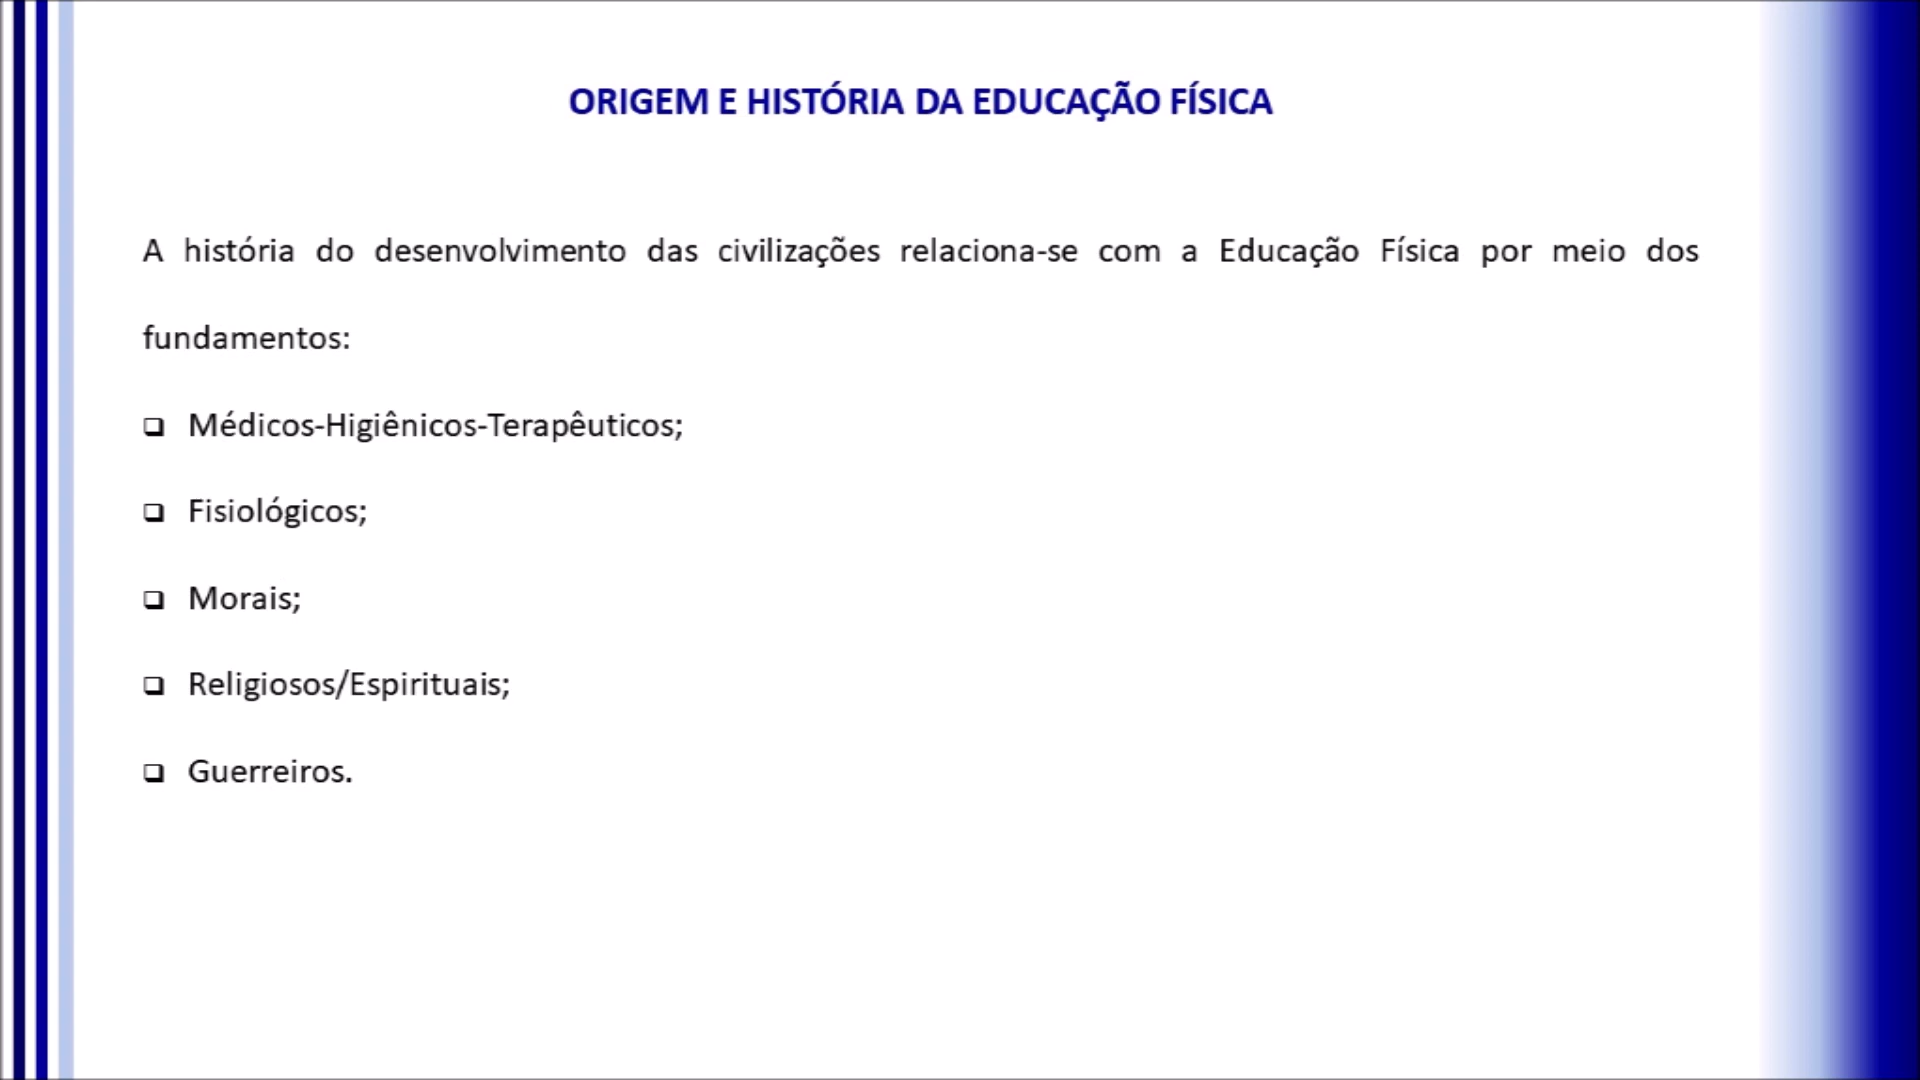 ORIGEM E HISTÓRIA DA EDUCAÇÃO FÍSICA
A história do desenvolvimento das civilizações relaciona-se com a Educação Física por meio dos
fundamentos:
❑ Médicos-Higiênicos-Terapêuticos;
❑ Fisiológicos;
❑ Morais;
❑ Religiosos/Espirituais;
❑ Guerreiros.